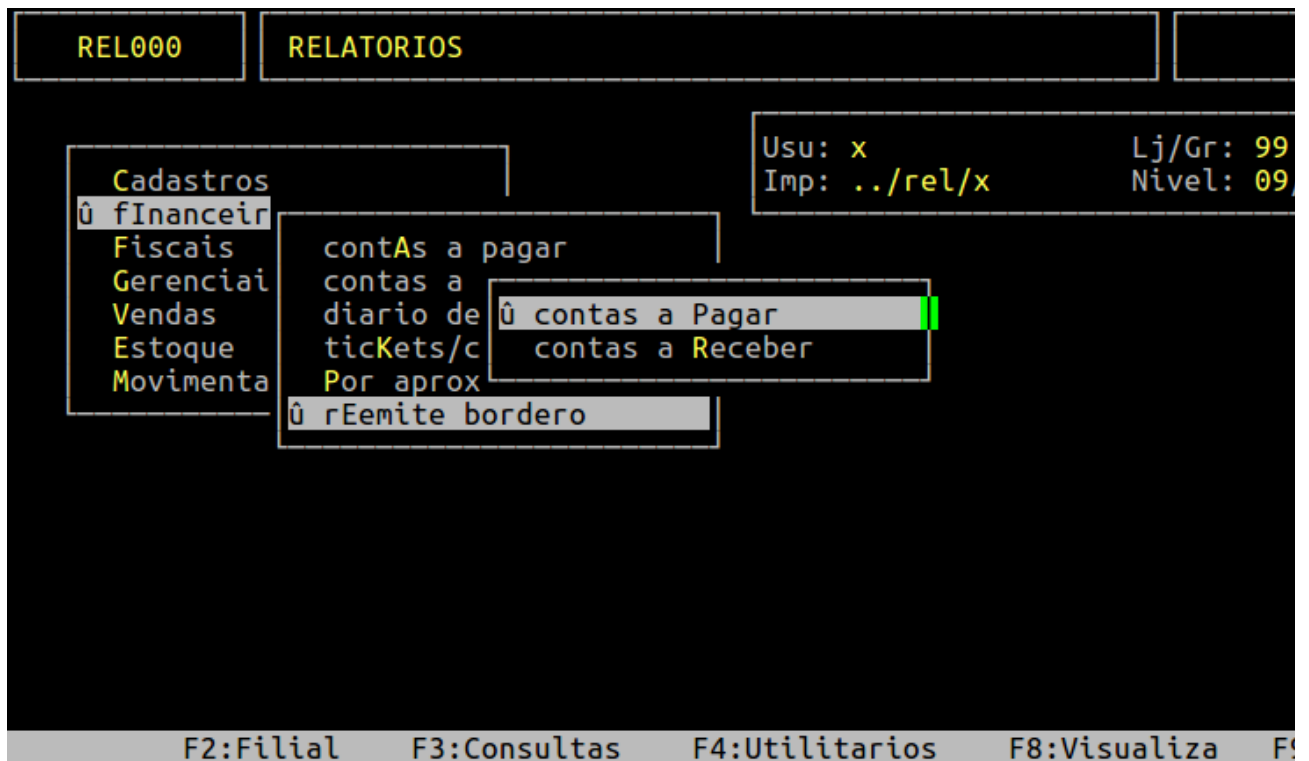 REL000 RELATORIOS
Usu: x Lj/Gr: 99
Cadastros Imp: ../rel/x Nivel: 09/
û fInanceir
Fiscais contAs a pagar
Gerenciai contas a
Vendas diario de û contas a Pagar
Estoque ticKets/c contas a Receber
Movimenta Por aprox
û rEemite bordero
F2:Filial F3:Consultas F4:Utilitarios F8:Visualiza F9